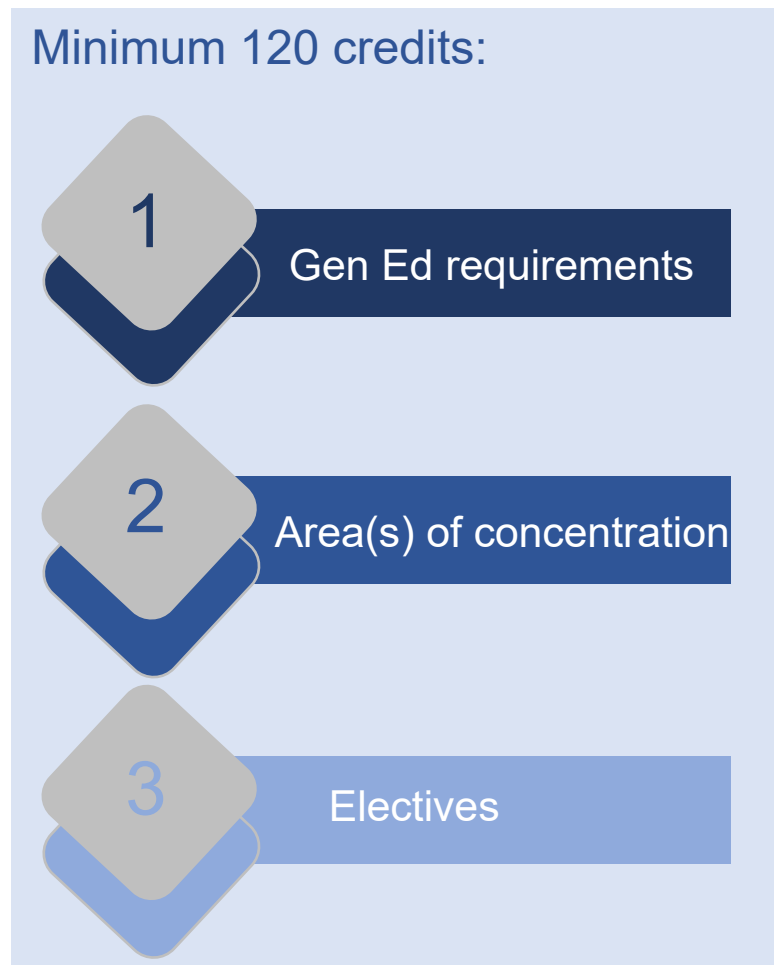 Minimum 120 credits:
1
Gen Ed requirements
2
Area(s) of concentration
3
Electives